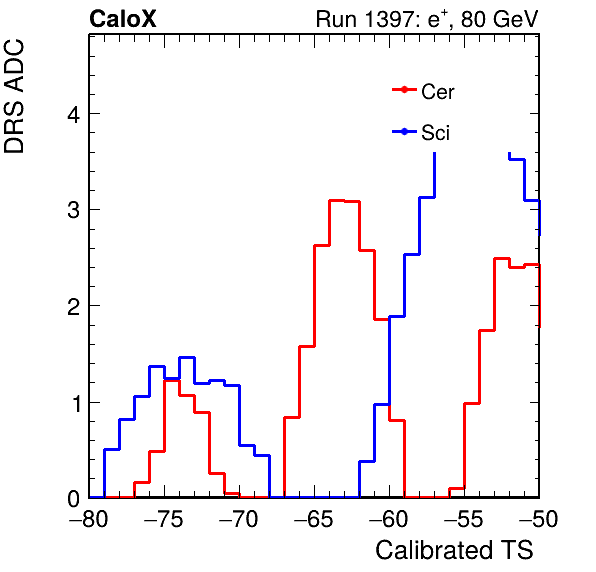 CaloX Run 1397: e⁺, 80 GeV
DRS ADC
Cer
Sci
4
3
2
1
0
−80 −75 −70 −65 −60 −55 −50
Calibrated TS